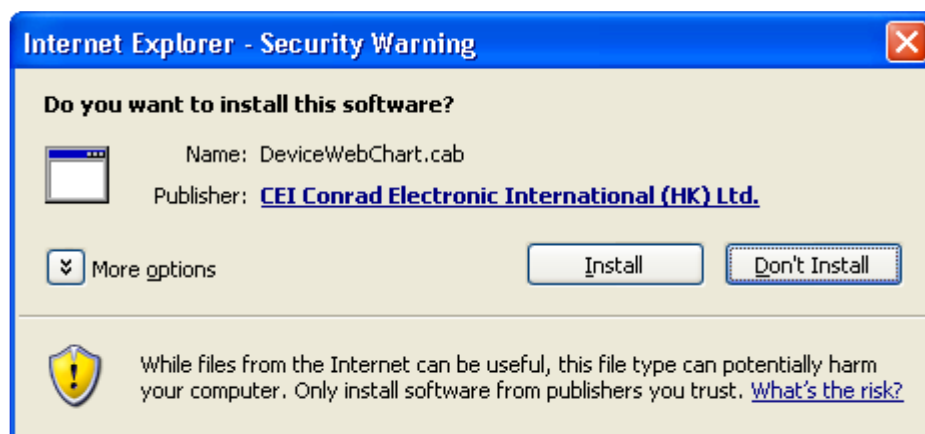 Internet Explorer - Security Warning
Do you want to install this software?
Name: DeviceWebChart.cab
Publisher: CEI Conrad Electronic International (HK) Ltd.
More options Install Don't Install
While files from the Internet can be useful, this file type can potentially harm
your computer. Only install software from publishers you trust. What's the risk?